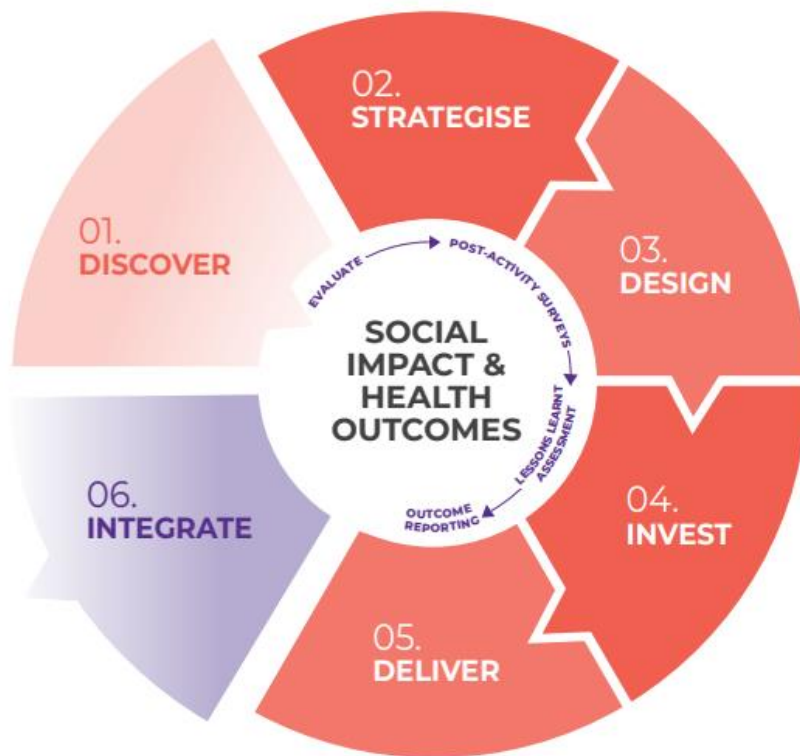 01.
DISCOVER
02.
STRATEGISE
03.
DESIGN
04.
INVEST
05.
DELIVER
06.
INTEGRATE
SOCIAL
IMPACT &
HEALTH
OUTCOMES
EVALUATE
POST-ACTIVITY SURVEYS
LESSONS LEARNT
ASSESSMENT
OUTCOME
REPORTING